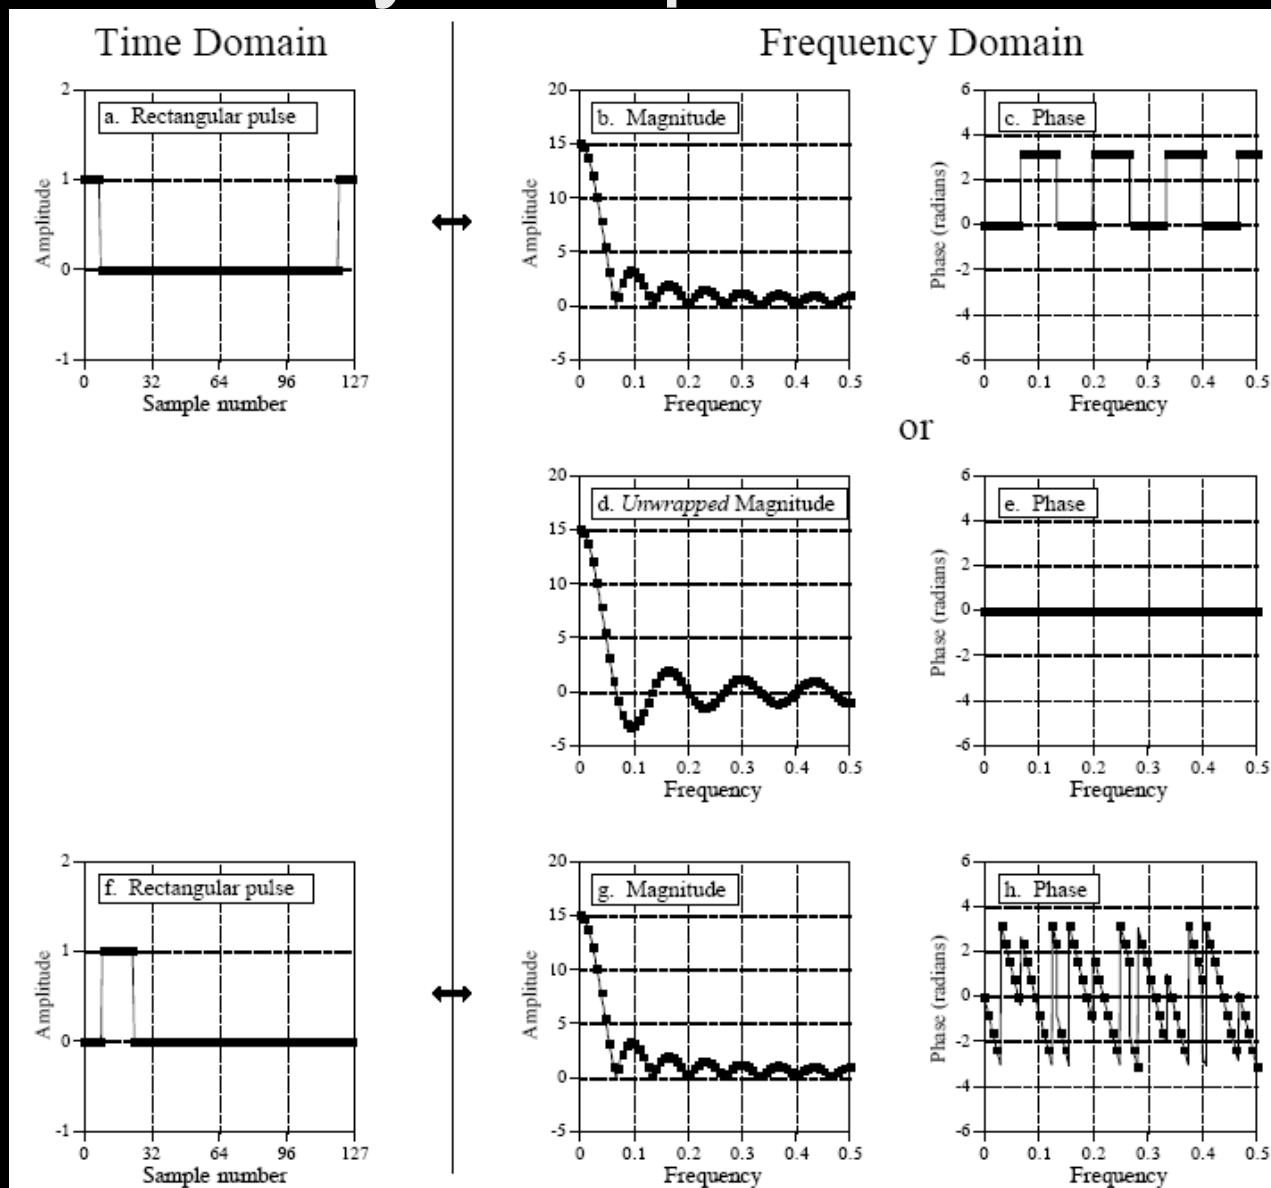 Time Domain
Frequency Domain
a. Rectangular pulse
2
1
0
-1
Amplitude
0 32 64 96 127
Sample number
b. Magnitude
20
15
10
5
0
-5
Amplitude
0 0.1 0.2 0.3 0.4 0.5
Frequency
c. Phase
6
4
2
0
-2
-4
-6
Phase (radians)
0 0.1 0.2 0.3 0.4 0.5
Frequency
or
d. Unwrapped Magnitude
20
15
10
5
0
-5
0 0.1 0.2 0.3 0.4 0.5
Frequency
e. Phase
6
4
2
0
-2
-4
-6
Phase (radians)
0 0.1 0.2 0.3 0.4 0.5
Frequency
f. Rectangular pulse
2
1
0
-1
Amplitude
0 32 64 96 127
Sample number
g. Magnitude
20
15
10
5
0
-5
Amplitude
0 0.1 0.2 0.3 0.4 0.5
Frequency
h. Phase
6
4
2
0
-2
-4
-6
Phase (radians)
0 0.1 0.2 0.3 0.4 0.5
Frequency